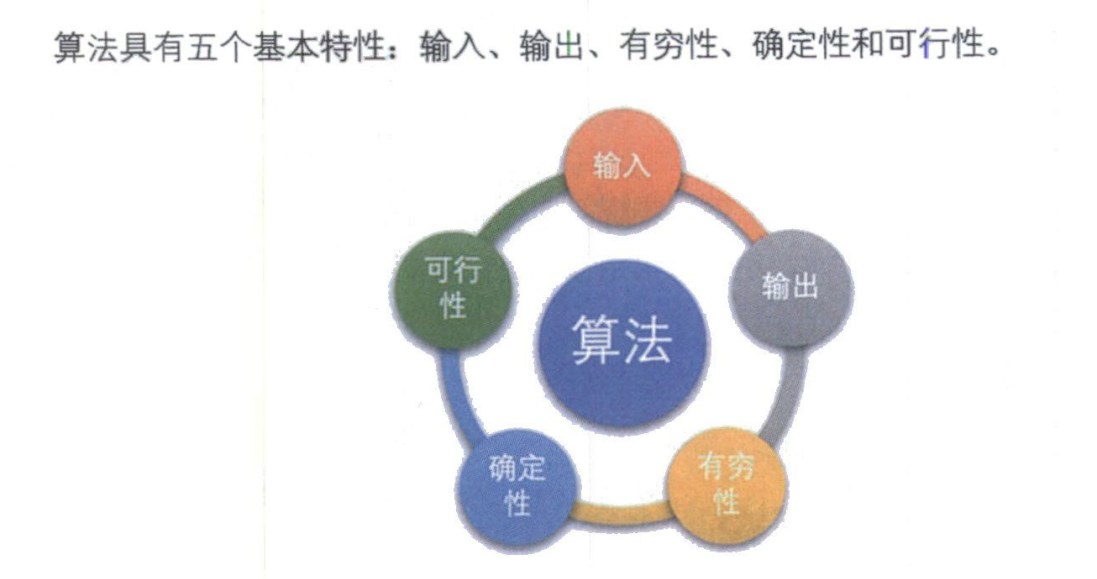 算法具有五个基本特性：输入、输出、有穷性、确定性和可行性。
输入
输出
有穷
性
确定
性
可行
性
算法